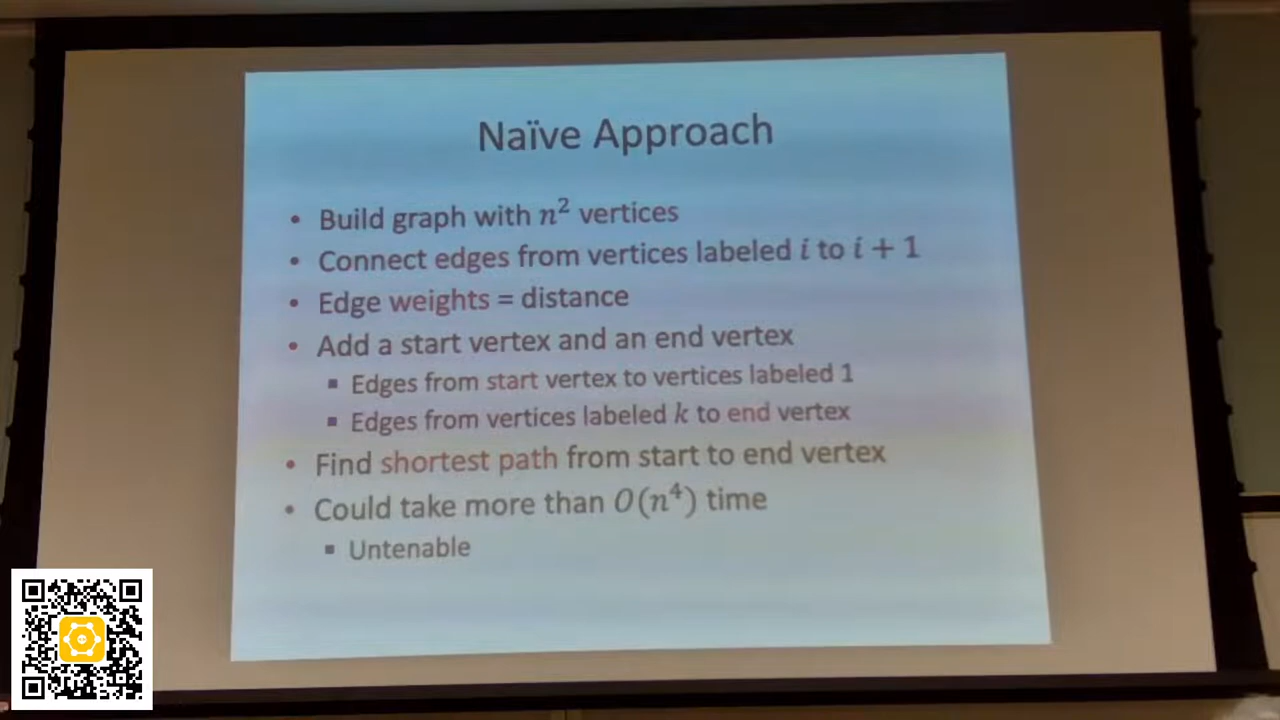 Naïve Approach
• Build graph with n² vertices
• Connect edges from vertices labeled i to i + 1
• Edge weights = distance
• Add a start vertex and an end vertex
▪ Edges from start vertex to vertices labeled 1
▪ Edges from vertices labeled k to end vertex
• Find shortest path from start to end vertex
• Could take more than O(n⁴) time
▪ Untenable